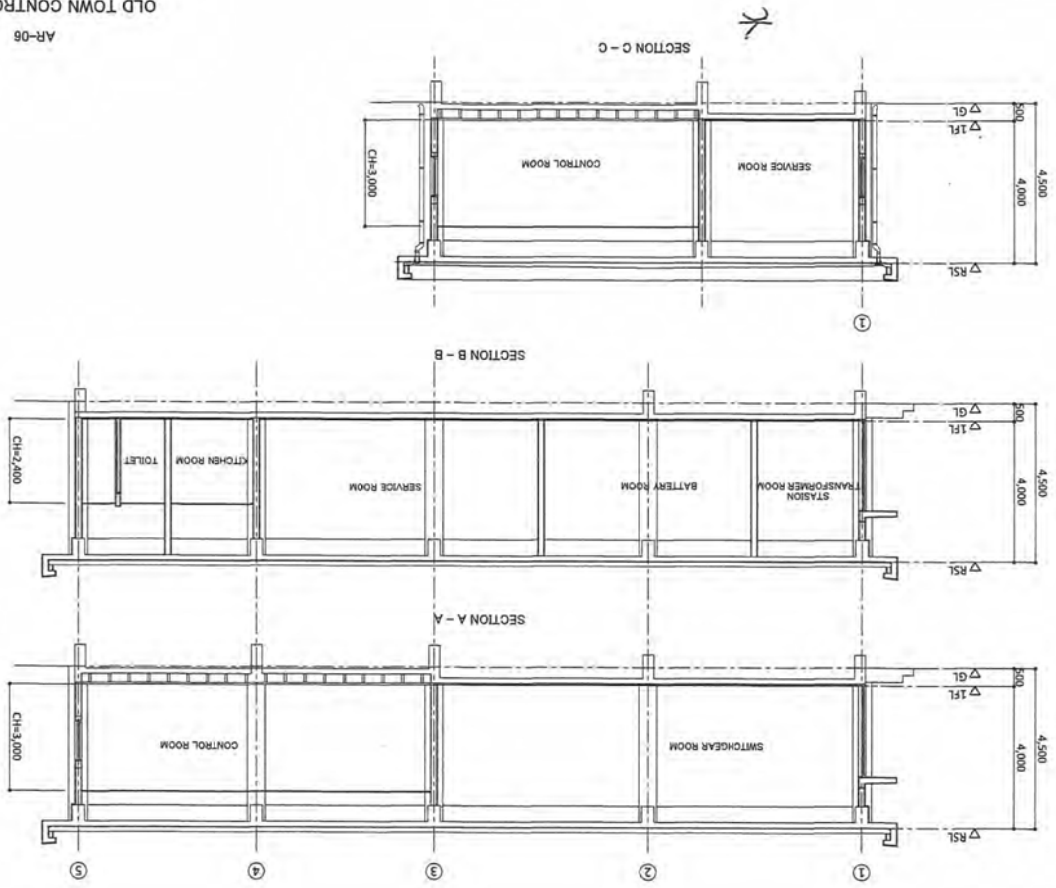 ① ② ③ ④ ⑤
▽ RSL
4,500
4,000
SWITCHGEAR ROOM
CONTROL ROOM
CH=3,000
▽ 1FL
▽ GL
500
SECTION A – A
▽ RSL
4,500
4,000
STASION
TRANSFORMER ROOM
BATTERY ROOM
SERVICE ROOM
KITCHEN ROOM
TOILET
CH=2,400
▽ 1FL
▽ GL
500
SECTION B – B
①
▽ RSL
4,500
4,000
SERVICE ROOM
CONTROL ROOM
CH=3,000
▽ 1FL
▽ GL
500
SECTION C – C
AR-06
OLD TOWN CONTRO